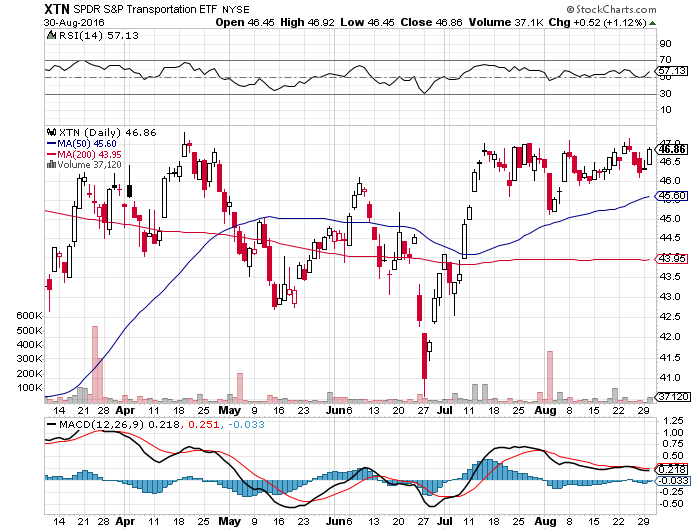 XTN SPDR S&P Transportation ETF NYSE © StockCharts.com
30-Aug-2016 Open 46.45 High 46.92 Low 46.45 Close 46.86 Volume 37.1K Chg +0.52 (+1.12%)
RSI(14) 57.13
90
70
57.13
50
30
10
XTN (Daily) 46.86
MA(50) 45.60
MA(200) 43.95
Volume 37,120
47.0
46.86
46.5
46.0
45.60
45.5
45.0
44.5
43.95
43.5
43.0
42.5
42.0
41.5
41.0
600K
500K
400K
300K
200K
100K
37120
14 21 28 Apr 11 18 25 May 9 16 23 Jun 6 13 20 27 Jul 11 18 25 Aug 8 15 22 29
MACD(12,26,9) 0.218, 0.251, -0.033
1.25
1.00
0.75
0.50
0.218
-0.033
-0.25
-0.50
14 21 28 Apr 11 18 25 May 9 16 23 Jun 6 13 20 27 Jul 11 18 25 Aug 8 15 22 29